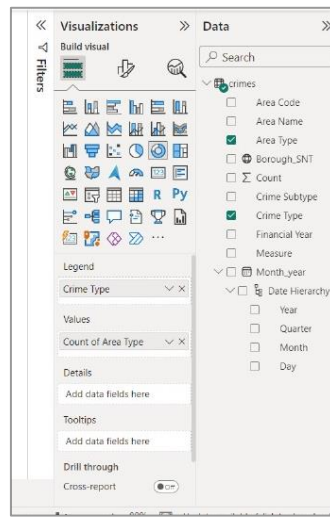 Visualizations
Data
Build visual
Search
Filters
crimes
Area Code
Area Name
Area Type
Borough_SNT
Σ Count
Crime Subtype
Crime Type
Financial Year
Measure
Month_year
Date Hierarchy
Year
Quarter
Month
Day
R Py
...
Legend
Crime Type
Values
Count of Area Type
Details
Add data fields here
Tooltips
Add data fields here
Drill through
Cross-report
Off